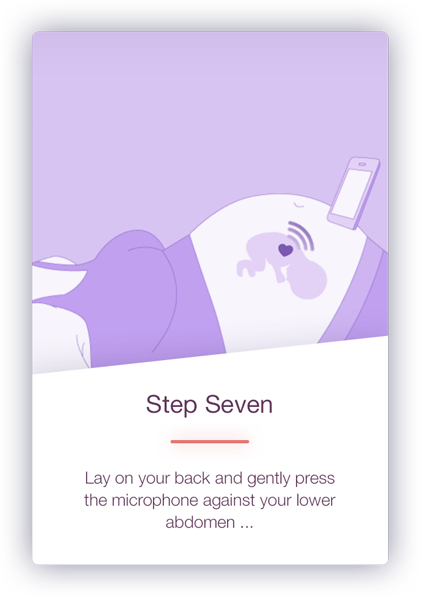 Step Seven
Lay on your back and gently press
the microphone against your lower
abdomen ...